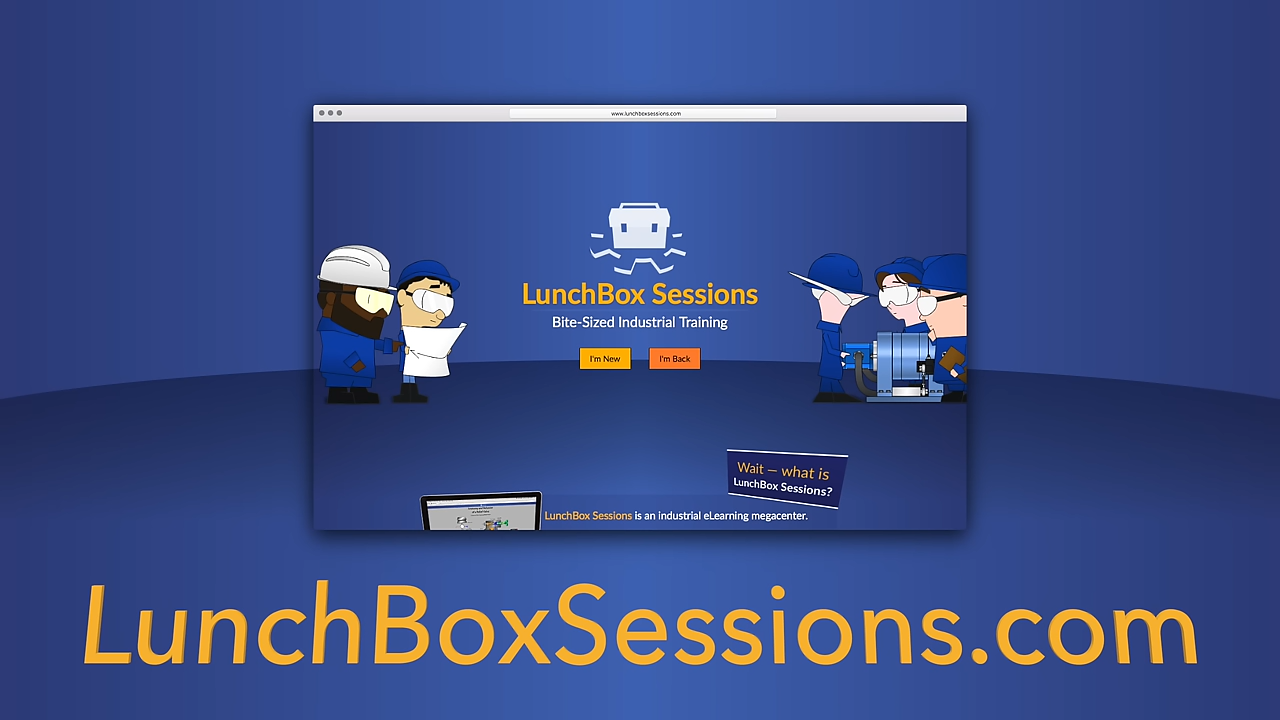 www.lunchboxsessions.com
LunchBox Sessions
Bite-Sized Industrial Training
I'm New
I'm Back
Wait — what is
LunchBox Sessions?
LunchBox Sessions is an industrial eLearning megacenter.
LunchBoxSessions.com